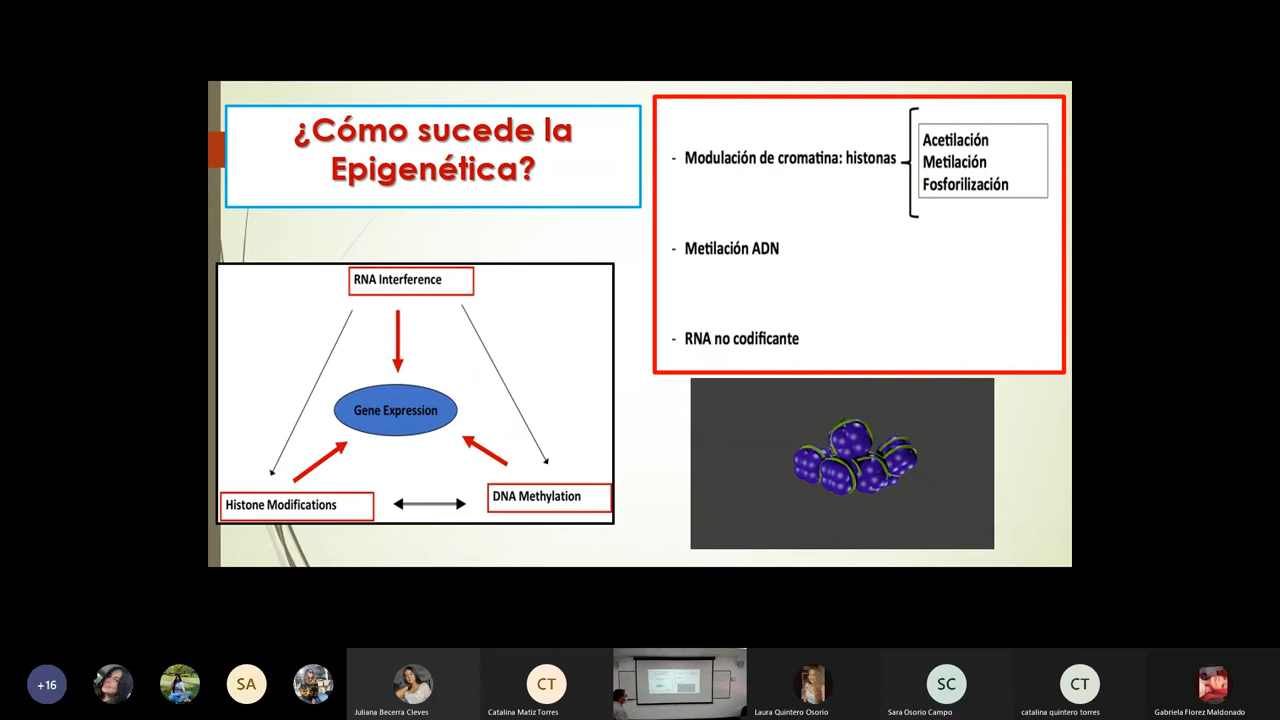 ¿Cómo sucede la
Epigenética?
- Modulación de cromatina: histonas
Acetilación
Metilación
Fosforilización
- Metilación ADN
- RNA no codificante
RNA Interference
Gene Expression
Histone Modifications
DNA Methylation
+16
SA
Juliana Becerra Cleves
CT
Catalina Matiz Torres
Laura Quintero Osorio
SC
Sara Osorio Campo
CT
catalina quintero torres
Gabriela Florez Maldonado